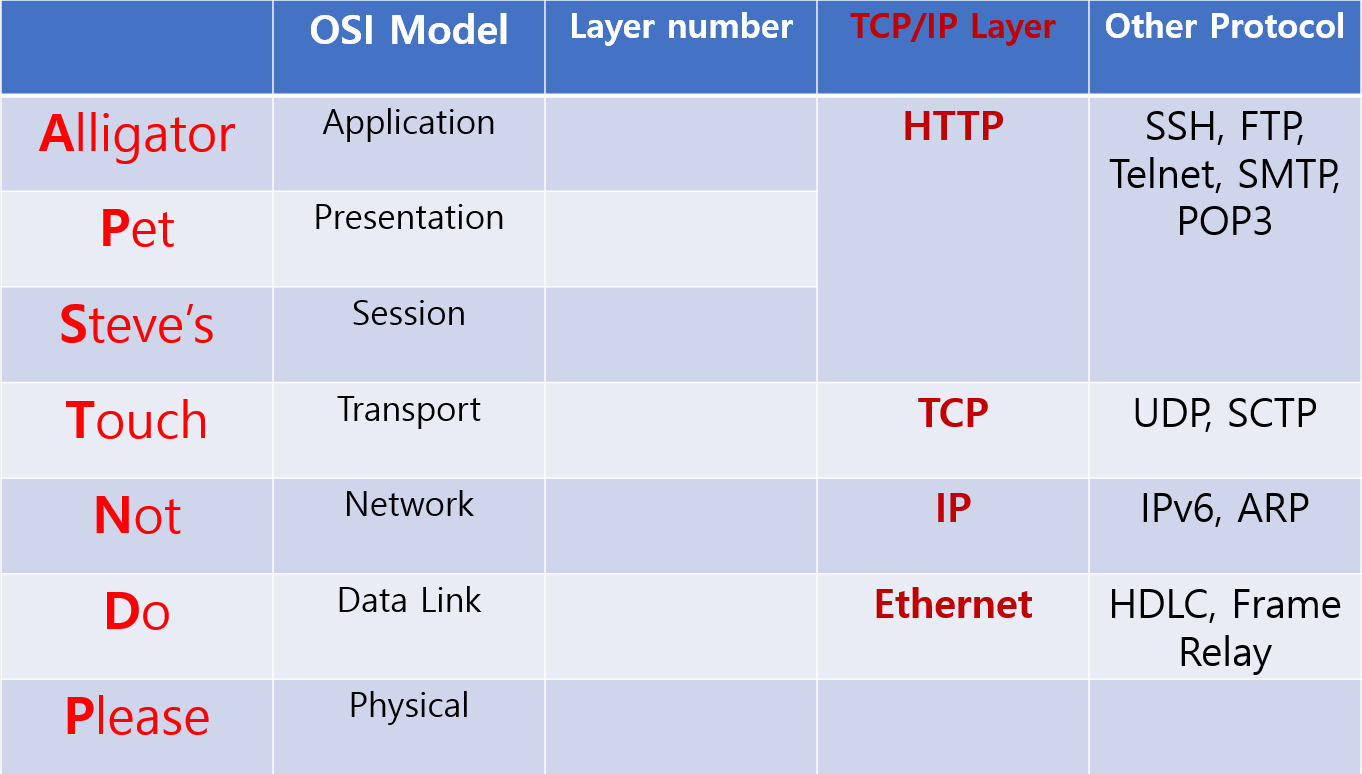 OSI Model Layer number TCP/IP Layer Other Protocol
Alligator Application HTTP SSH, FTP,
Telnet, SMTP,
POP3
Pet Presentation
Steve's Session
Touch Transport TCP UDP, SCTP
Not Network IP IPv6, ARP
Do Data Link Ethernet HDLC, Frame
Relay
Please Physical